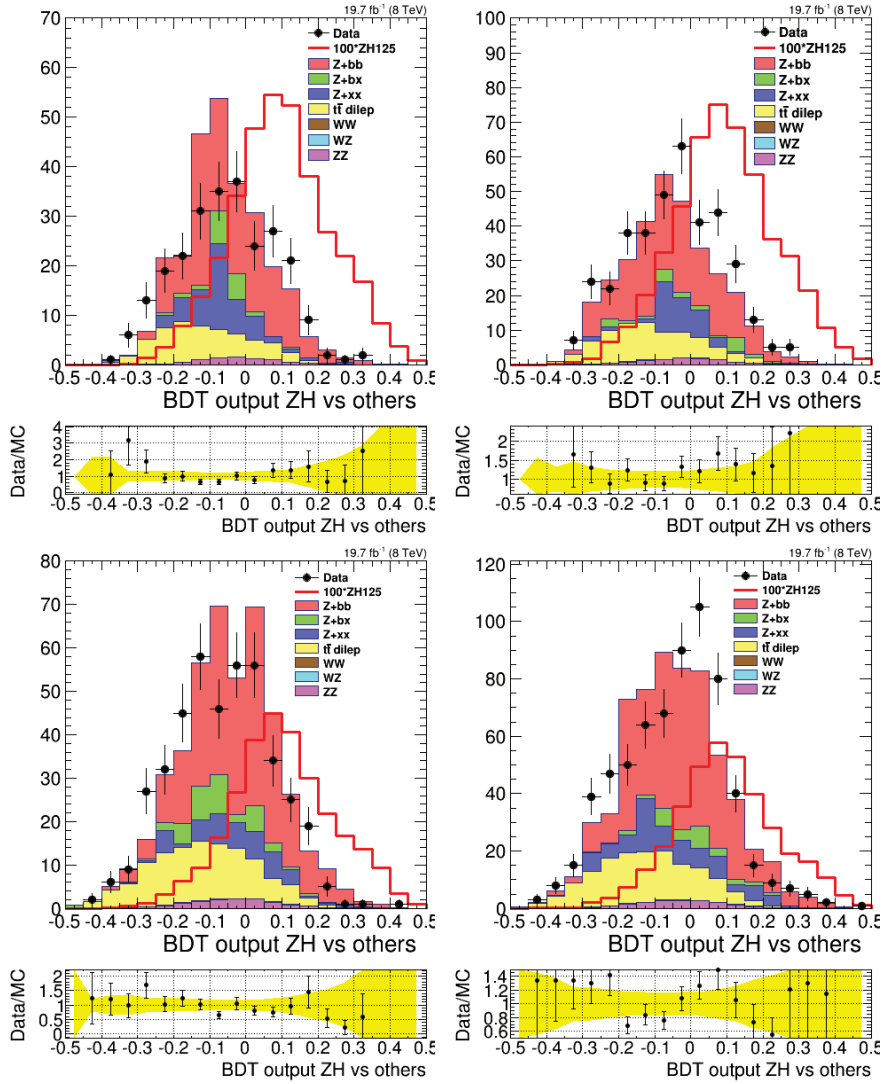 19.7 fb⁻¹ (8 TeV)
70
60
50
40
30
20
10
0
Data
100*ZH125
Z+bb
Z+bx
Z+xx
tt̄ dilep
WW
WZ
ZZ
-0.5 -0.4 -0.3 -0.2 -0.1 0 0.1 0.2 0.3 0.4 0.5
BDT output ZH vs others
Data/MC
4
3
2
1
0
-0.5 -0.4 -0.3 -0.2 -0.1 0 0.1 0.2 0.3 0.4 0.5
BDT output ZH vs others
19.7 fb⁻¹ (8 TeV)
100
90
80
70
60
50
40
30
20
10
0
Data
100*ZH125
Z+bb
Z+bx
Z+xx
tt̄ dilep
WW
WZ
ZZ
-0.5 -0.4 -0.3 -0.2 -0.1 0 0.1 0.2 0.3 0.4 0.5
BDT output ZH vs others
Data/MC
2
1.5
1
-0.5 -0.4 -0.3 -0.2 -0.1 0 0.1 0.2 0.3 0.4 0.5
BDT output ZH vs others
19.7 fb⁻¹ (8 TeV)
80
70
60
50
40
30
20
10
0
Data
100*ZH125
Z+bb
Z+bx
Z+xx
tt̄ dilep
WW
WZ
ZZ
-0.5 -0.4 -0.3 -0.2 -0.1 0 0.1 0.2 0.3 0.4 0.5
BDT output ZH vs others
Data/MC
2
1.5
1
0.5
0
-0.5 -0.4 -0.3 -0.2 -0.1 0 0.1 0.2 0.3 0.4 0.5
BDT output ZH vs others
19.7 fb⁻¹ (8 TeV)
120
100
80
60
40
20
0
Data
100*ZH125
Z+bb
Z+bx
Z+xx
tt̄ dilep
WW
WZ
ZZ
-0.5 -0.4 -0.3 -0.2 -0.1 0 0.1 0.2 0.3 0.4 0.5
BDT output ZH vs others
Data/MC
1.4
1.2
1
0.8
0.6
-0.5 -0.4 -0.3 -0.2 -0.1 0 0.1 0.2 0.3 0.4 0.5
BDT output ZH vs others